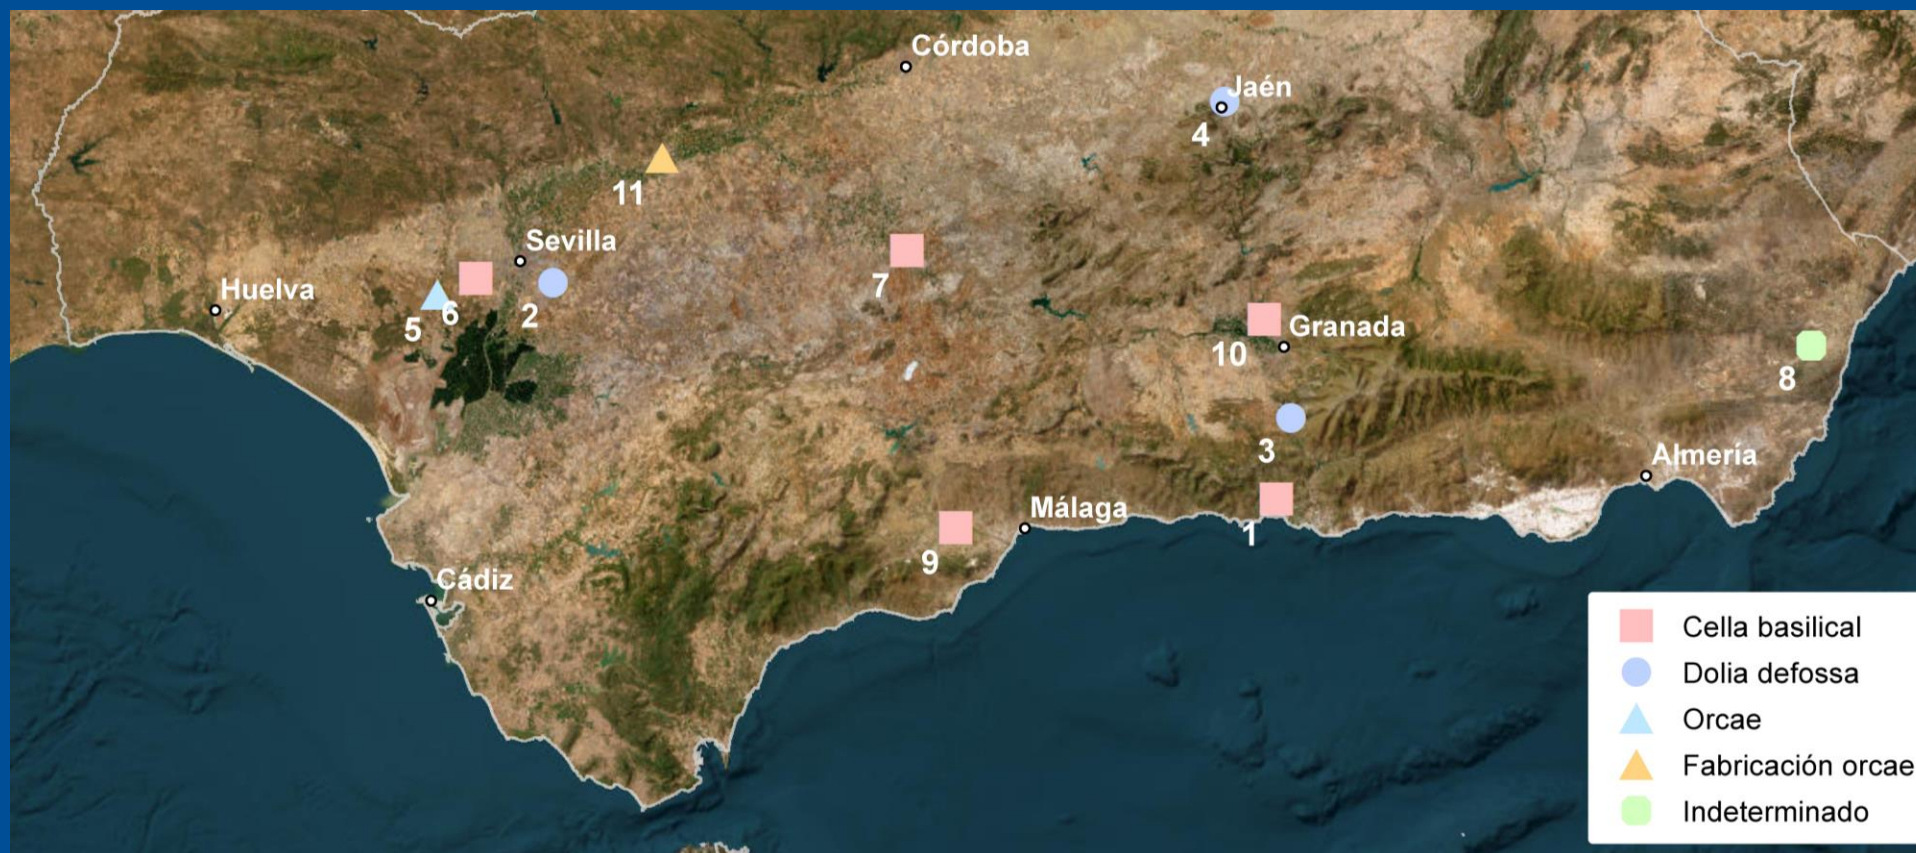 Córdoba
Jaén
4
11
Sevilla
Huelva
5
6
2
7
Granada
10
8
3
Almería
Málaga
1
9
Cádiz
Cella basilical
Dolia defossa
Orcae
Fabricación orcae
Indeterminado